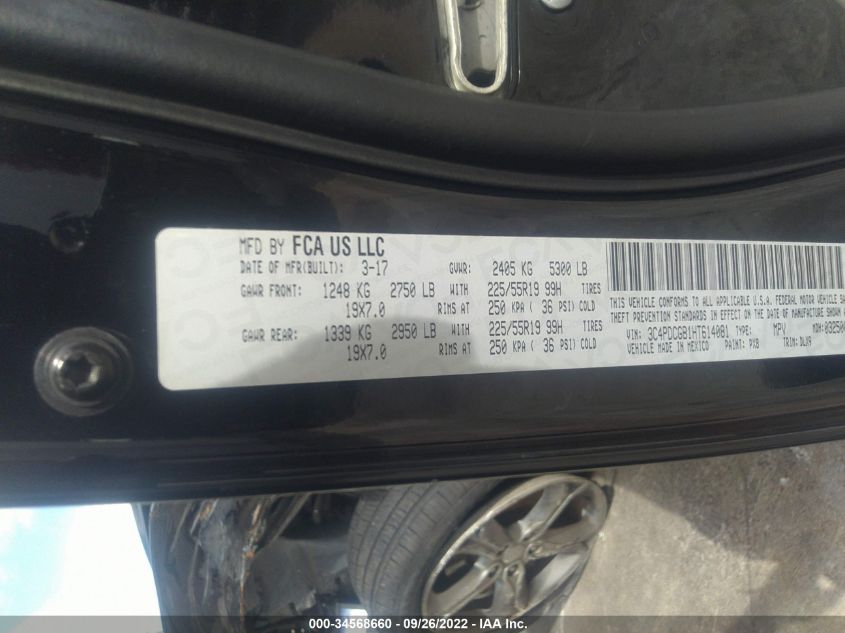 MFD BY FCA US LLC
DATE OF MFR(BUILT): 3-17 GVWR: 2405 KG 5300 LB
GAWR FRONT: 1248 KG 2750 LB WITH 225/55R19 99H TIRES
19X7.0 RIMS AT 250 KPA ( 36 PSI) COLD
GAWR REAR: 1339 KG 2950 LB WITH 225/55R19 99H TIRES
19X7.0 RIMS AT 250 KPA ( 36 PSI) COLD
THIS VEHICLE CONFORMS TO ALL APPLICABLE U.S.A. FEDERAL MOTOR VEHICLE
THEFT PREVENTION STANDARDS IN EFFECT ON THE DATE OF MANUFACTURE SHOWN
VIN: 3C4PDCGB1HT614081 TYPE: MPV MDH:
VEHICLE MADE IN MEXICO PAINT: PXB TRIM: DLV9
000-34568660 - 09/26/2022 - IAA Inc.